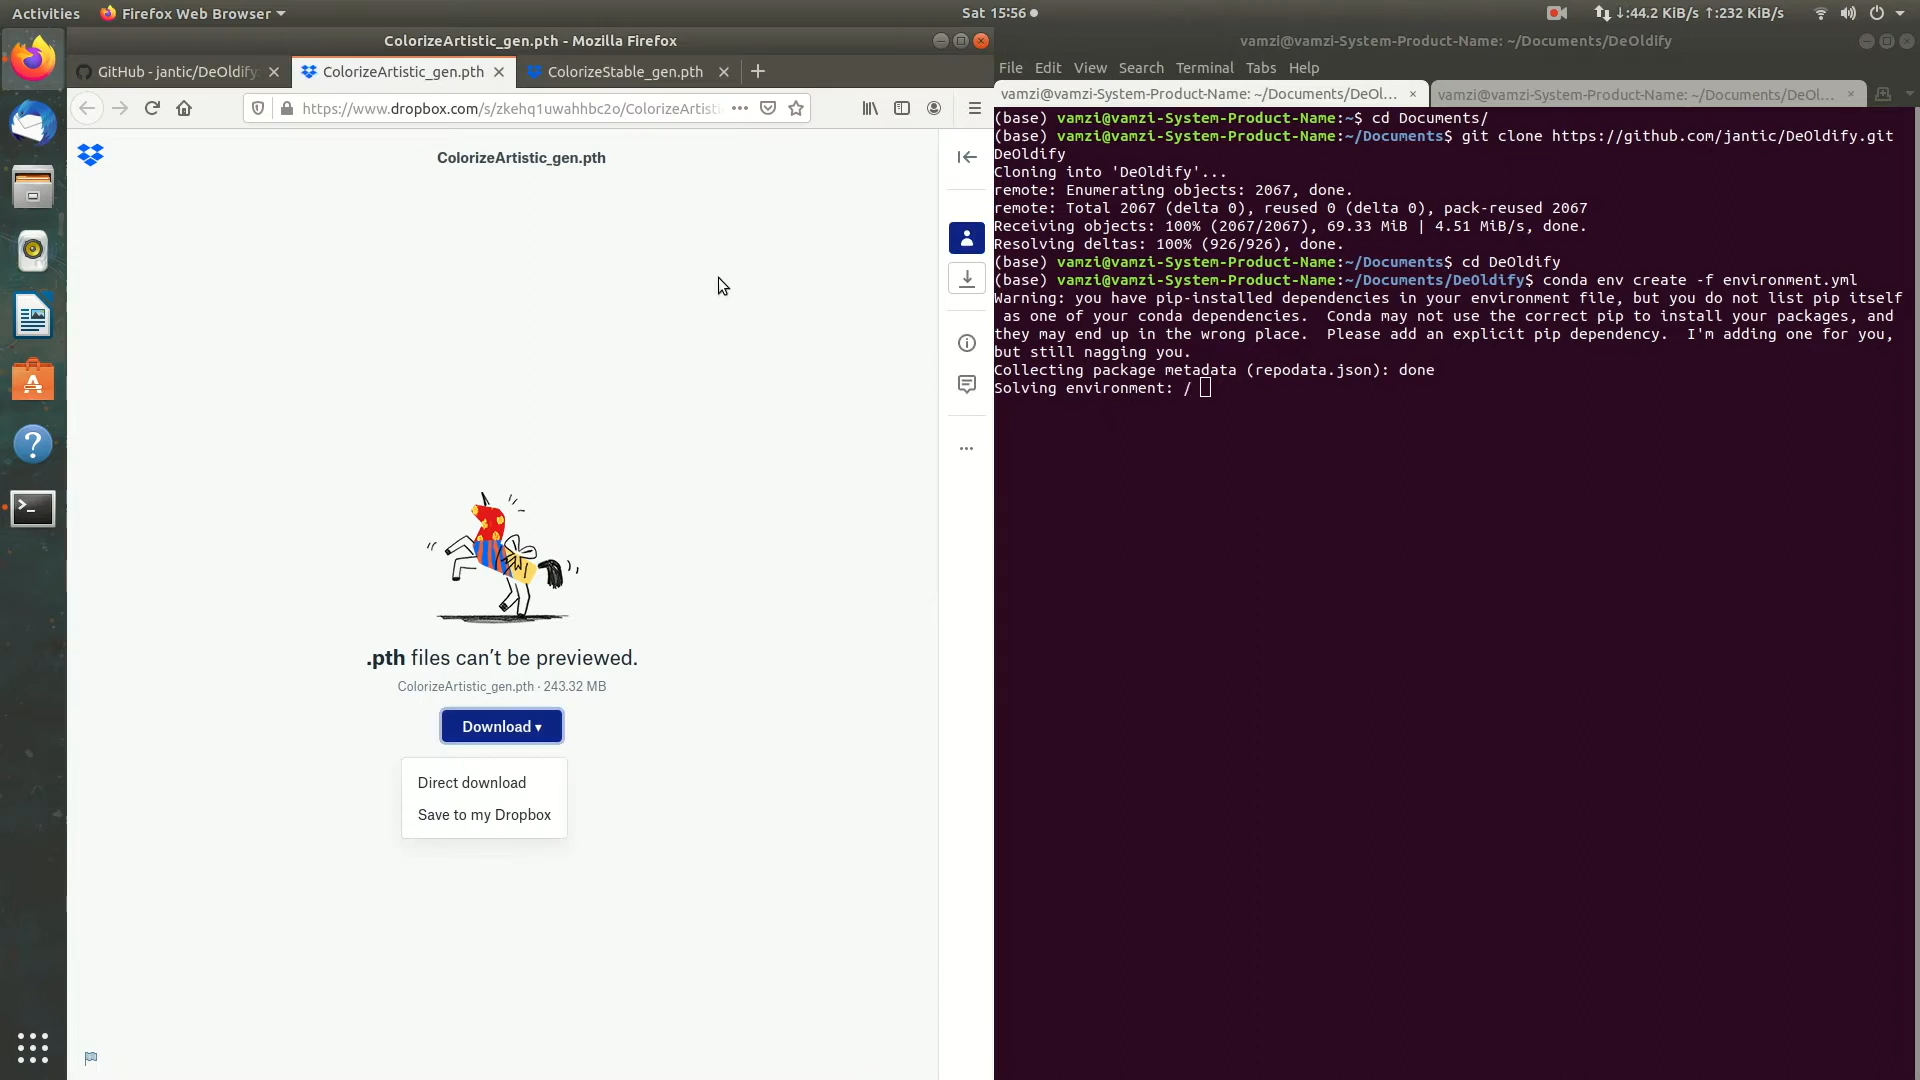 Activities
Firefox Web Browser
Sat 15:56
↓:44.2 KiB/s ↑:232 KiB/s
ColorizeArtistic_gen.pth - Mozilla Firefox
GitHub - jantic/DeOldify:
ColorizeArtistic_gen.pth
ColorizeStable_gen.pth
https://www.dropbox.com/s/zkehq1uwahhbc2o/ColorizeArtisti
ColorizeArtistic_gen.pth
.pth files can’t be previewed.
ColorizeArtistic_gen.pth · 243.32 MB
Download ▾
Direct download
Save to my Dropbox
vamzi@vamzi-System-Product-Name: ~/Documents/DeOldify
File Edit View Search Terminal Tabs Help
vamzi@vamzi-System-Product-Name: ~/Documents/DeOl...
vamzi@vamzi-System-Product-Name: ~/Documents/DeOl...
(base) vamzi@vamzi-System-Product-Name:~$ cd Documents/
(base) vamzi@vamzi-System-Product-Name:~/Documents$ git clone https://github.com/jantic/DeOldify.git
DeOldify
Cloning into 'DeOldify'...
remote: Enumerating objects: 2067, done.
remote: Total 2067 (delta 0), reused 0 (delta 0), pack-reused 2067
Receiving objects: 100% (2067/2067), 69.33 MiB | 4.51 MiB/s, done.
Resolving deltas: 100% (926/926), done.
(base) vamzi@vamzi-System-Product-Name:~/Documents$ cd DeOldify
(base) vamzi@vamzi-System-Product-Name:~/Documents/DeOldify$ conda env create -f environment.yml
Warning: you have pip-installed dependencies in your environment file, but you do not list pip itself
as one of your conda dependencies.  Conda may not use the correct pip to install your packages, and
they may end up in the wrong place.  Please add an explicit pip dependency.  I'm adding one for you,
but still nagging you.
Collecting package metadata (repodata.json): done
Solving environment: /